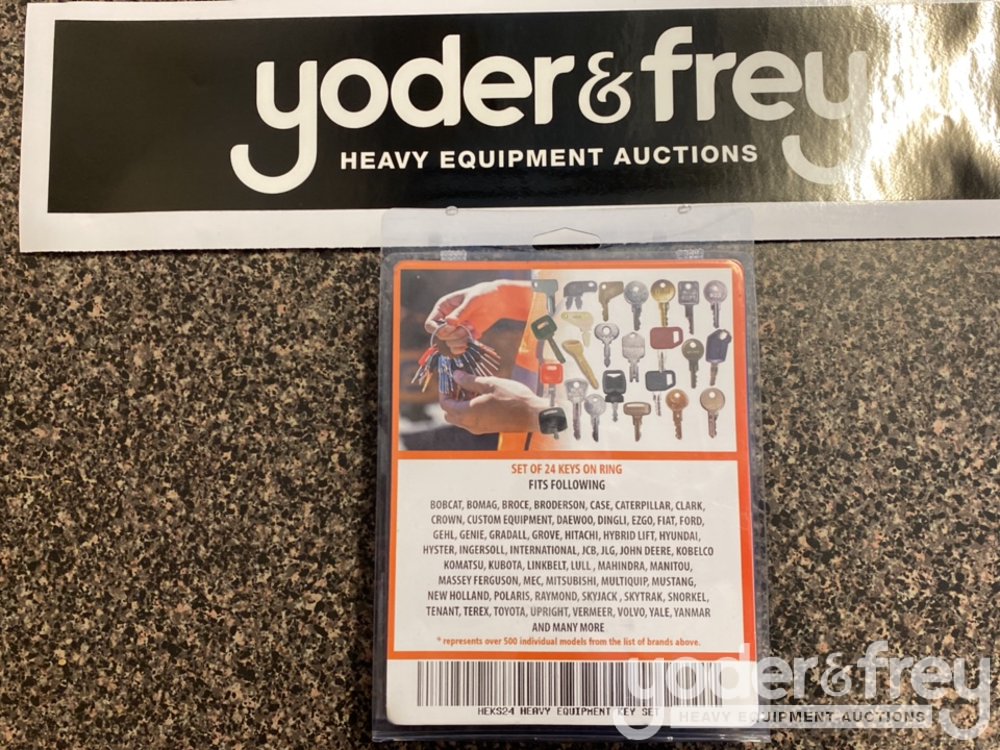 yoder&frey
HEAVY EQUIPMENT AUCTIONS
SET OF 24 KEYS ON RING
FITS FOLLOWING
BOBCAT, BOMAG, BROCE, BRODERSON, CASE, CATERPILLAR, CLARK,
CROWN, CUSTOM EQUIPMENT, DAEWOO, DINGLI, EZGO, FIAT, FORD,
GEHL, GENIE, GRADALL, GROVE, HITACHI, HYBRID LIFT, HYUNDAI,
HYSTER, INGERSOLL, INTERNATIONAL, JCB, JLG, JOHN DEERE, KOBELCO
KOMATSU, KUBOTA, LINKBELT, LULL , MAHINDRA, MANITOU,
MASSEY FERGUSON, MEC, MITSUBISHI, MULTIQUIP, MUSTANG,
NEW HOLLAND, POLARIS, RAYMOND, SKYJACK , SKYTRAK, SNORKEL,
TENANT, TEREX, TOYOTA, UPRIGHT, VERMEER, VOLVO, YALE, YANMAR
AND MANY MORE
* represents over 500 individual models from the list of brands above.
HEKS24 HEAVY EQUIPMENT KEY SET
yoder&frey
HEAVY EQUIPMENT AUCTIONS